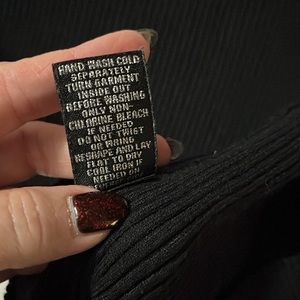 HAND WASH COLD
SEPARATELY
TURN GARMENT
INSIDE OUT
BEFORE WASHING
ONLY NON-
CHLORINE BLEACH
IF NEEDED
DO NOT TWIST
OR WRING
RESHAPE AND LAY
FLAT TO DRY
COOL IRON IF
NEEDED ON